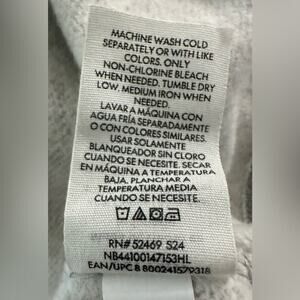 MACHINE WASH COLD
SEPARATELY OR WITH LIKE
COLORS. ONLY
NON-CHLORINE BLEACH
WHEN NEEDED. TUMBLE DRY
LOW. MEDIUM IRON WHEN
NEEDED.
LAVAR A MÁQUINA CON
AGUA FRÍA SEPARADAMENTE
O CON COLORES SIMILARES.
USAR SOLAMENTE
BLANQUEADOR SIN CLORO
CUANDO SE NECESITE. SECAR
EN MÁQUINA A TEMPERATURA
BAJA. PLANCHAR A
TEMPERATURA MEDIA
CUANDO SE NECESITE.
RN# 52469 S24
NB44100147153HL
EAN/UPC 8 800241579318